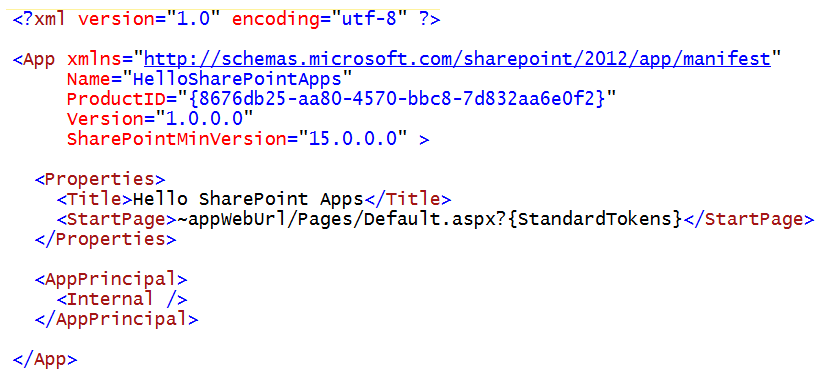 <?xml version="1.0" encoding="utf-8" ?>
<App xmlns="http://schemas.microsoft.com/sharepoint/2012/app/manifest"
Name="HelloSharePointApps"
ProductID="{8676db25-aa80-4570-bbc8-7d832aa6e0f2}"
Version="1.0.0.0"
SharePointMinVersion="15.0.0.0" >
<Properties>
<Title>Hello SharePoint Apps</Title>
<StartPage>~appWebUrl/Pages/Default.aspx?{StandardTokens}</StartPage>
</Properties>
<AppPrincipal>
<Internal />
</AppPrincipal>
</App>